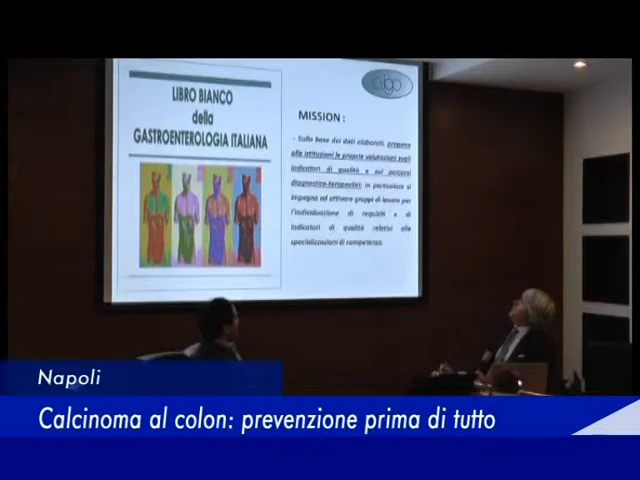 LIBRO BIANCO
della
GASTROENTEROLOGIA ITALIANA
aigo
MISSION :
- Sulla base dei dati elaborati, propone
alle istituzioni le proprie valutazioni sugli
indicatori di qualità e sui percorsi
diagnostico-terapeutici; in particolare si
impegna ad attivare gruppi di lavoro per
l'individuazione di requisiti e di
indicatori di qualità relativi alle
specializzazioni di competenza.
Napoli
Calcinoma al colon: prevenzione prima di tutto